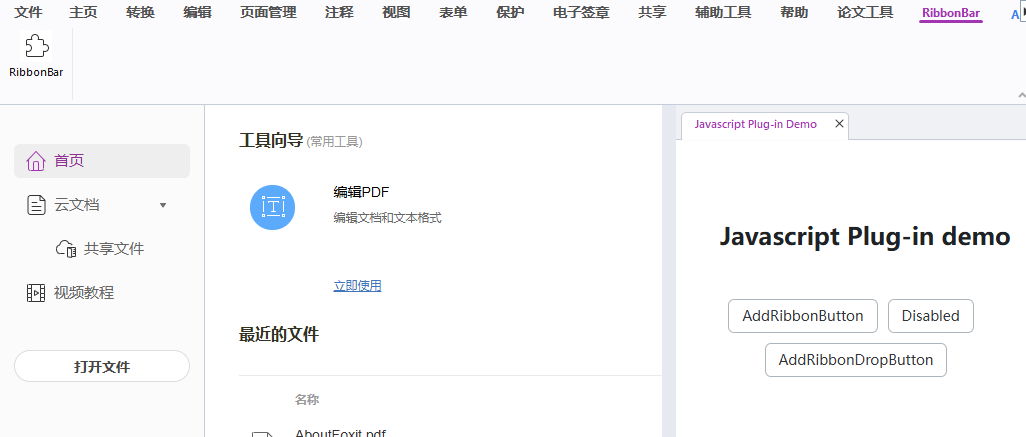 文件 主页 转换 编辑 页面管理 注释 视图 表单 保护 电子签章 共享 辅助工具 帮助 论文工具 RibbonBar A
RibbonBar
首页
云文档
共享文件
视频教程
打开文件
工具向导 (常用工具)
编辑PDF
编辑文档和文本格式
立即使用
最近的文件
名称
AboutFoxit.pdf
Javascript Plug-in Demo
Javascript Plug-in demo
AddRibbonButton Disabled
AddRibbonDropButton